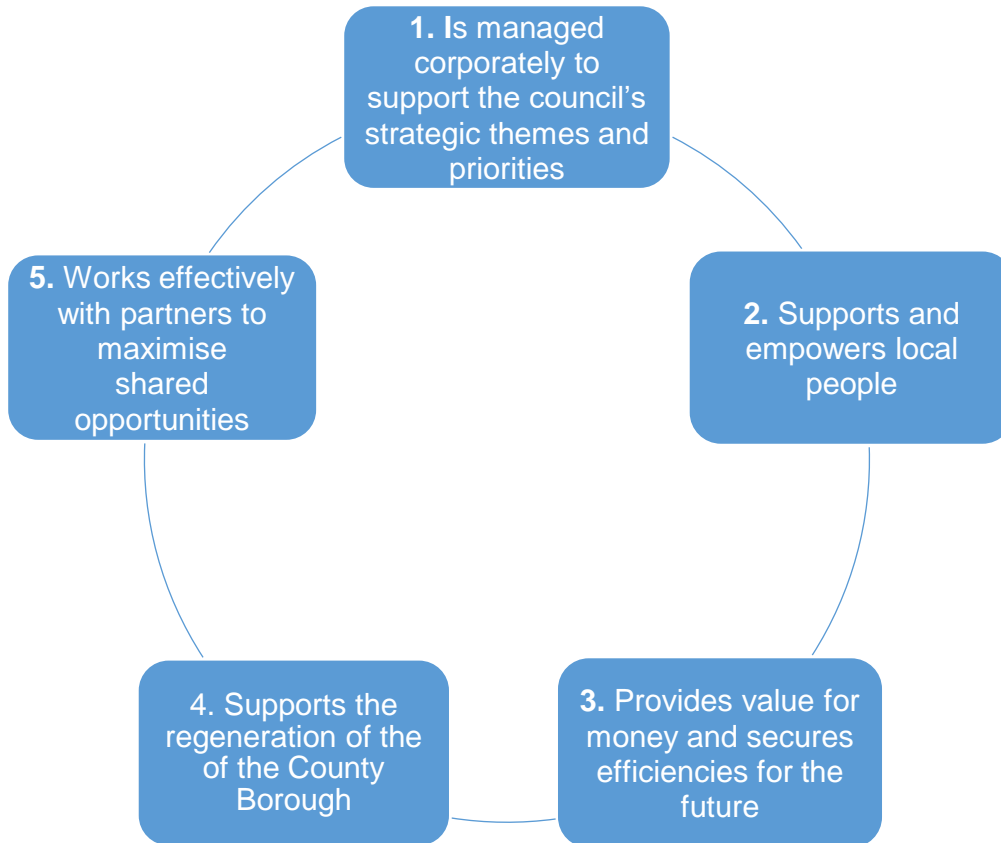 1. Is managed
corporately to
support the council’s
strategic themes and
priorities
2. Supports and
empowers local
people
3. Provides value for
money and secures
efficiencies for the
future
4. Supports the
regeneration of the
of the County
Borough
5. Works effectively
with partners to
maximise
shared
opportunities